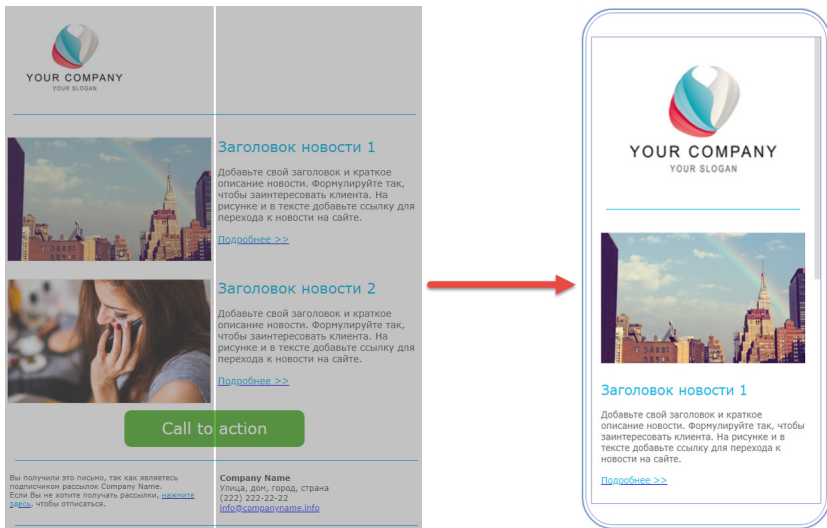 YOUR COMPANY
YOUR SLOGAN
Заголовок новости 1
Добавьте свой заголовок и краткое
описание новости. Формулируйте так,
чтобы заинтересовать клиента. На
рисунке и в тексте добавьте ссылку для
перехода к новости на сайте.
Подробнее >>
Заголовок новости 2
Добавьте свой заголовок и краткое
описание новости. Формулируйте так,
чтобы заинтересовать клиента. На
рисунке и в тексте добавьте ссылку для
перехода к новости на сайте.
Подробнее >>
Call to action
Вы получили это письмо, так как являетесь
подписчиком рассылок Company Name.
Если Вы не хотите получать рассылки, нажмите
здесь, чтобы отписаться.
Company Name
Улица, дом, город, страна
(222) 222-22-22
info@companyname.info
YOUR COMPANY
YOUR SLOGAN
Заголовок новости 1
Добавьте свой заголовок и краткое
описание новости. Формулируйте так, чтобы
заинтересовать клиента. На рисунке и в
тексте добавьте ссылку для перехода к
новости на сайте.
Подробнее >>